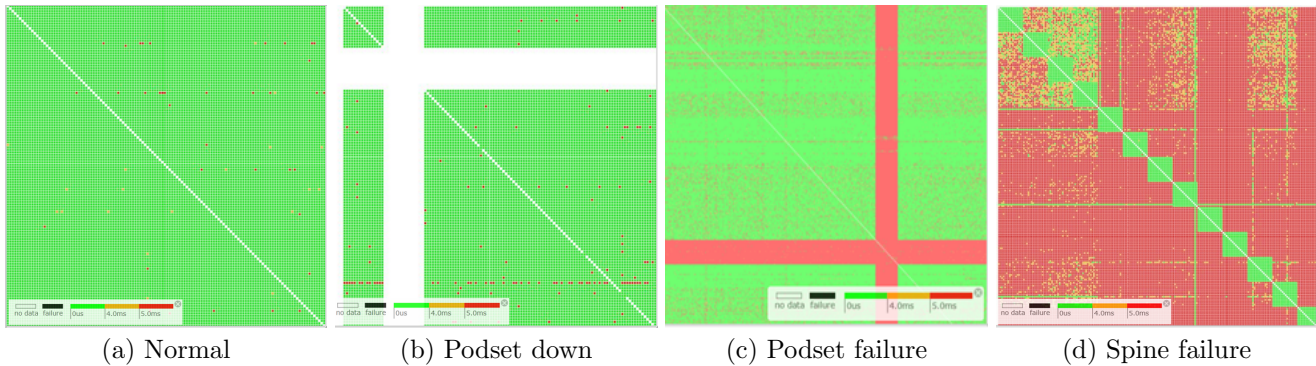 no data failure 0us 4.0ms 5.0ms
no data failure 0us 4.0ms 5.0ms
no data failure 0us 4.0ms 5.0ms
no data failure 0us 4.0ms 5.0ms
(a) Normal
(b) Podset down
(c) Podset failure
(d) Spine failure